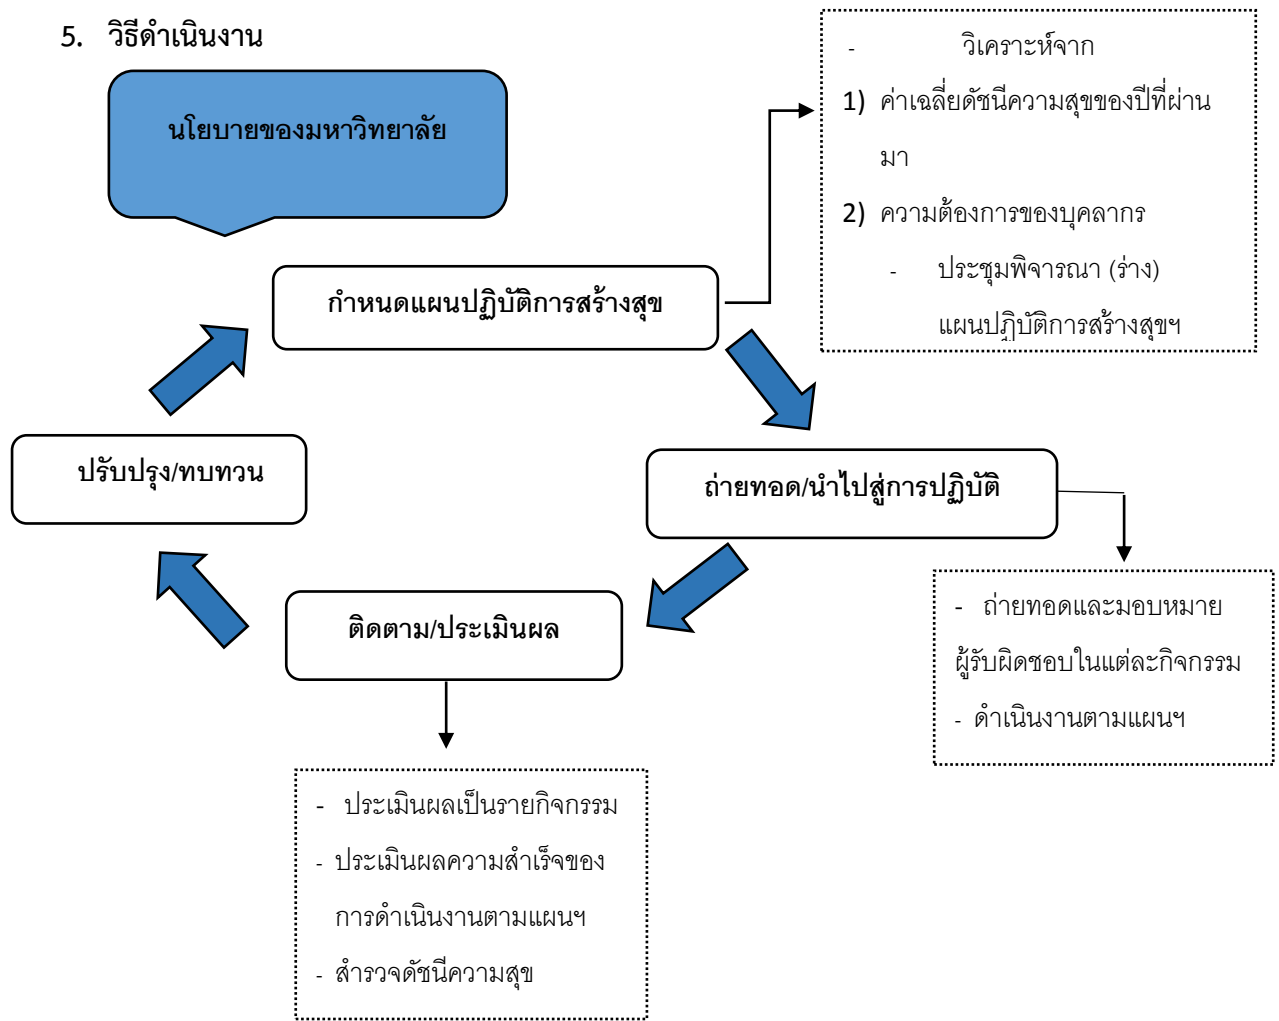 5. วิธีดำเนินงาน
นโยบายของมหาวิทยาลัย
- วิเคราะห์จาก
1) ค่าเฉลี่ยดัชนีความสุขของปีที่ผ่าน
มา
2) ความต้องการของบุคลากร
- ประชุมพิจารณา (ร่าง)
แผนปฏิบัติการสร้างสุขฯ
กำหนดแผนปฏิบัติการสร้างสุข
ปรับปรุง/ทบทวน
ถ่ายทอด/นำไปสู่การปฏิบัติ
- ถ่ายทอดและมอบหมาย
ผู้รับผิดชอบในแต่ละกิจกรรม
- ดำเนินงานตามแผนฯ
ติดตาม/ประเมินผล
- ประเมินผลเป็นรายกิจกรรม
- ประเมินผลความสำเร็จของ
การดำเนินงานตามแผนฯ
- สำรวจดัชนีความสุข